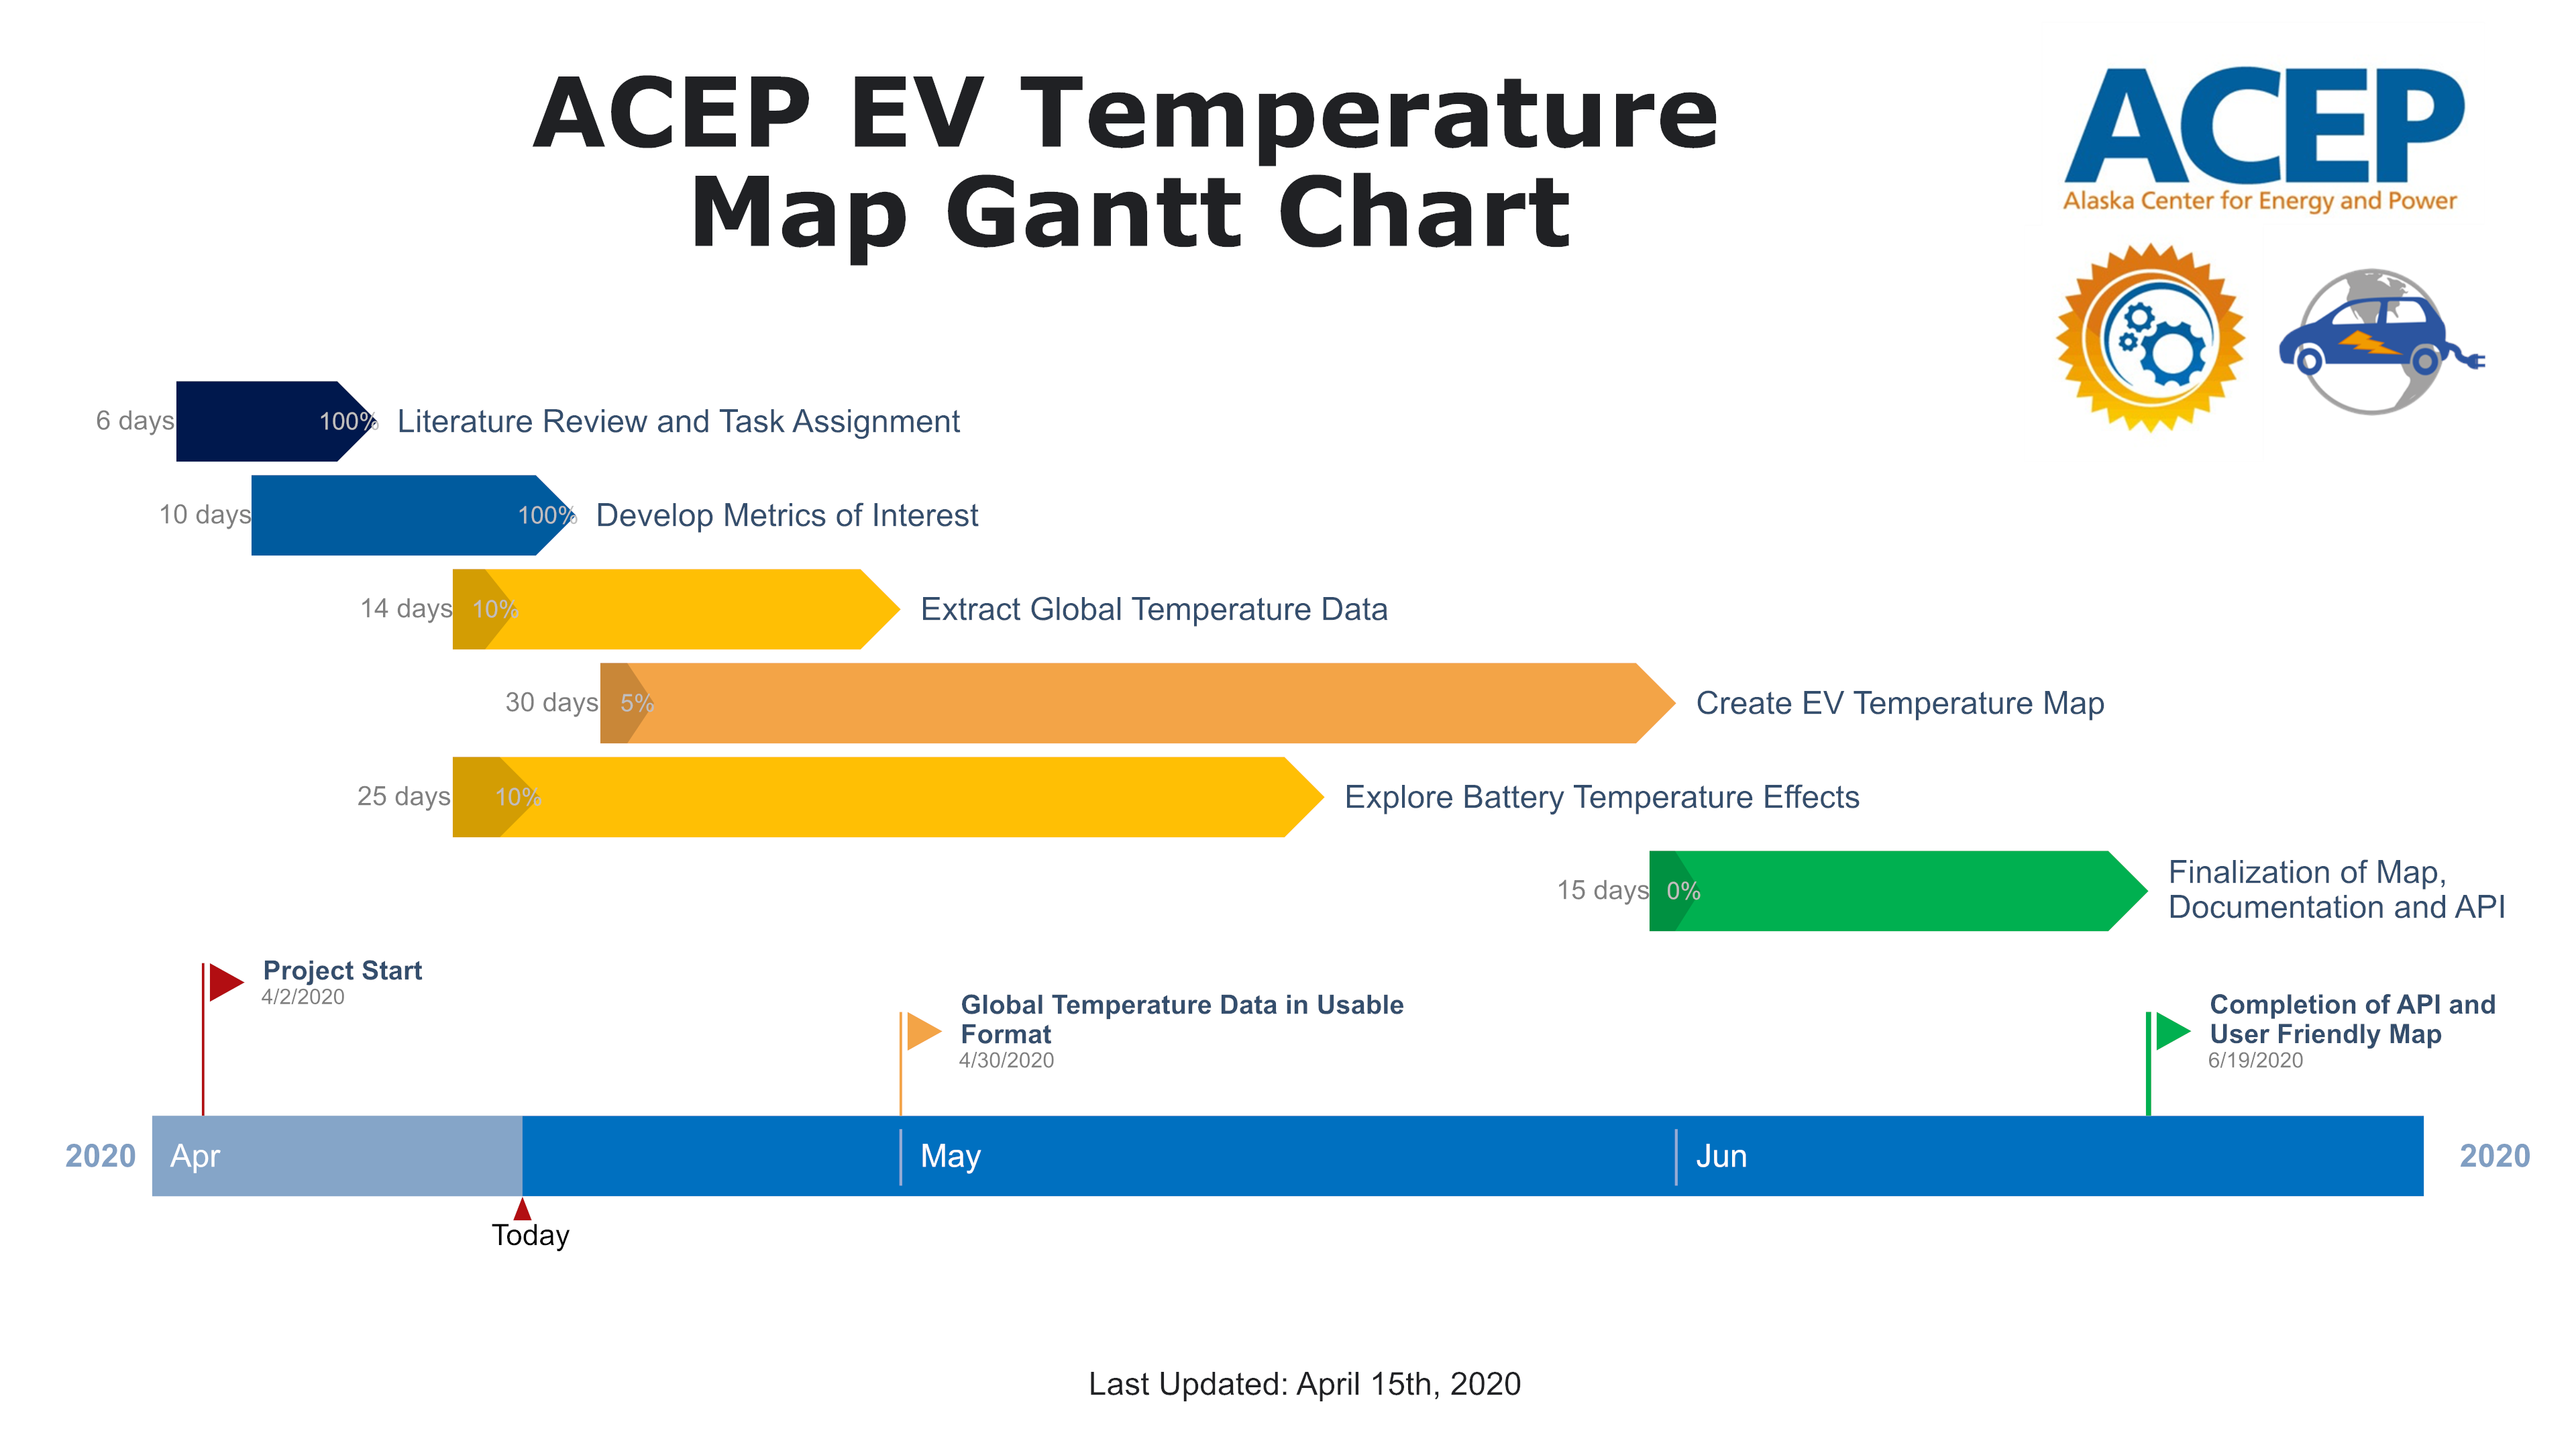 ACEP EV Temperature
Map Gantt Chart
ACEP
Alaska Center for Energy and Power
6 days
100%
Literature Review and Task Assignment
10 days
100%
Develop Metrics of Interest
14 days
10%
Extract Global Temperature Data
30 days
5%
Create EV Temperature Map
25 days
10%
Explore Battery Temperature Effects
15 days
0%
Finalization of Map,
Documentation and API
Project Start
4/2/2020
Global Temperature Data in Usable
Format
4/30/2020
Completion of API and
User Friendly Map
6/19/2020
2020
Apr
May
Jun
2020
Today
Last Updated: April 15th, 2020